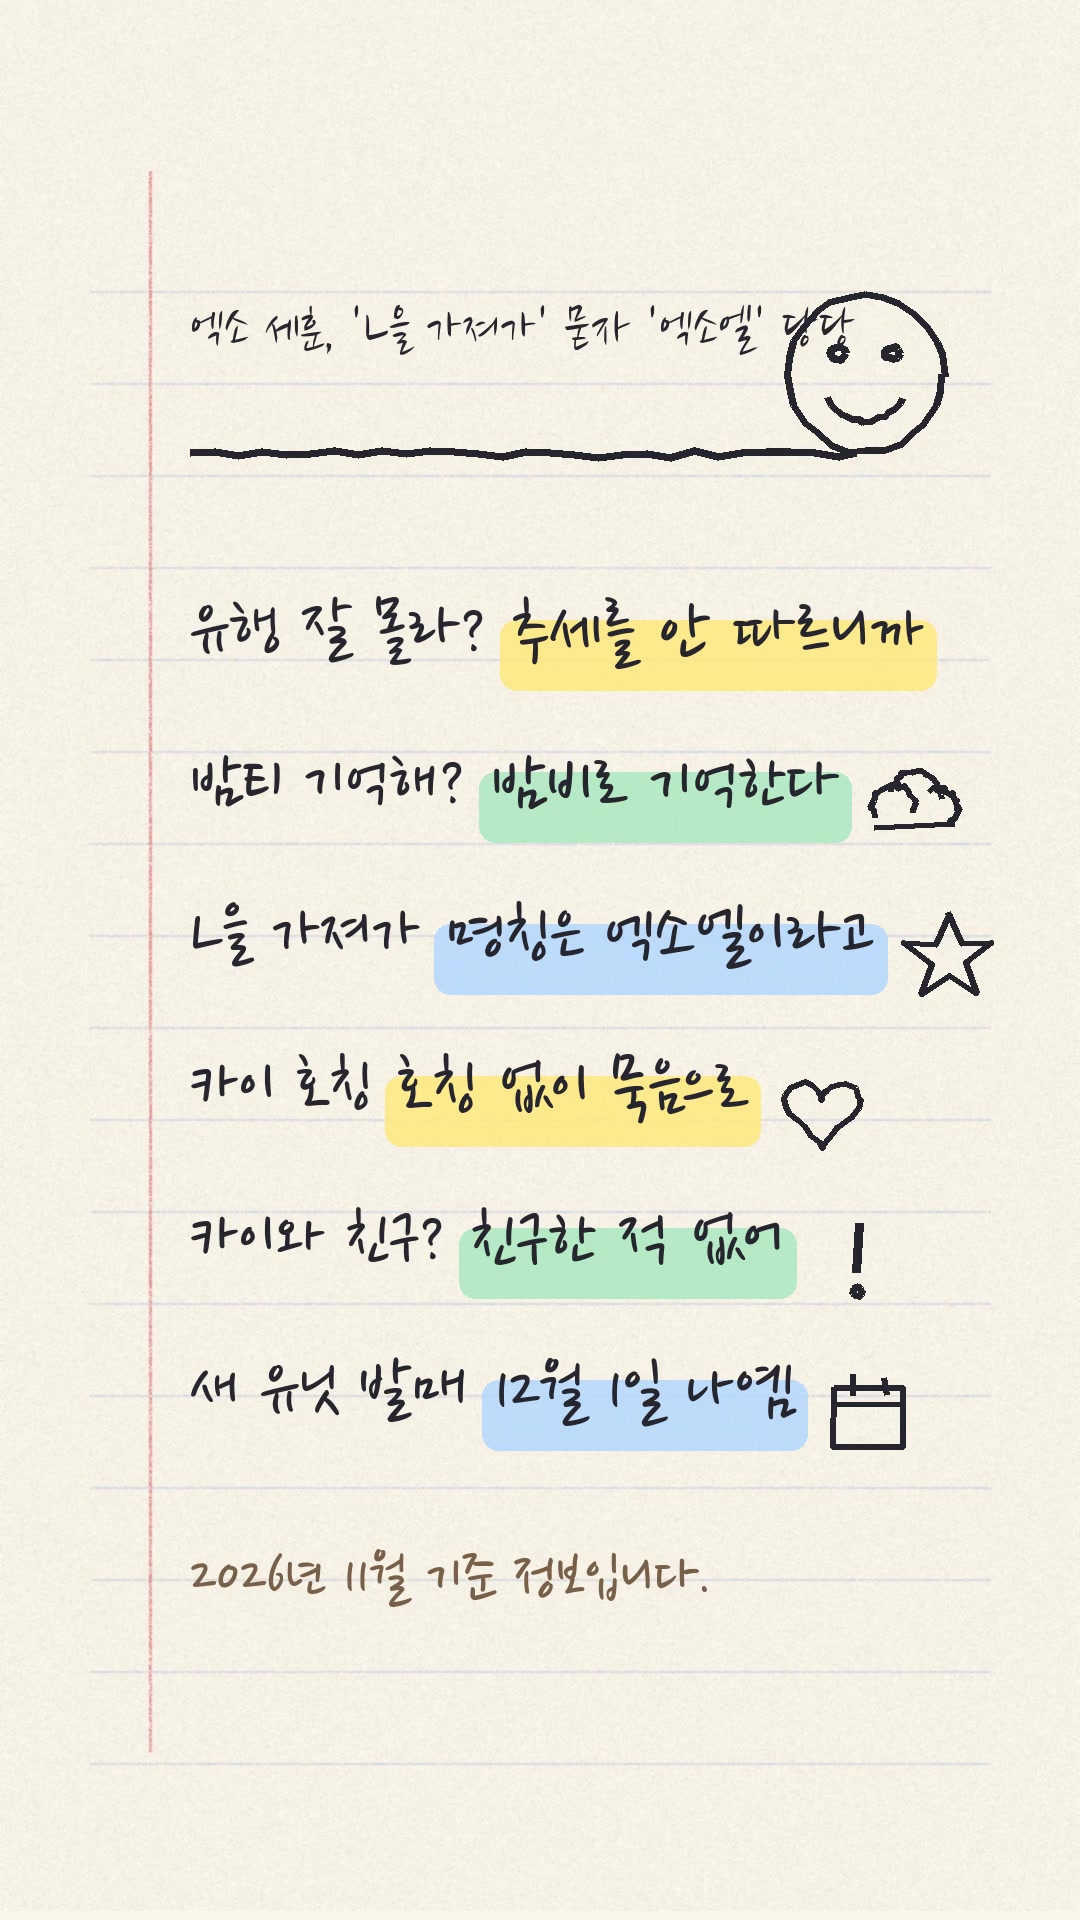 엑소 세훈, 'L을 가져가' 묻자 '엑소엘' 당당
유행 잘 몰라? 추세를 안 따르니까
밤티 기억해? 밤비로 기억한다
L을 가져가 명칭은 엑소엘이라고
카이 호칭 호칭 없이 묵음으로
카이와 친구? 친구한 적 없어
새 유닛 발매 12월 1일 나옘
2026년 11월 기준 정보입니다.